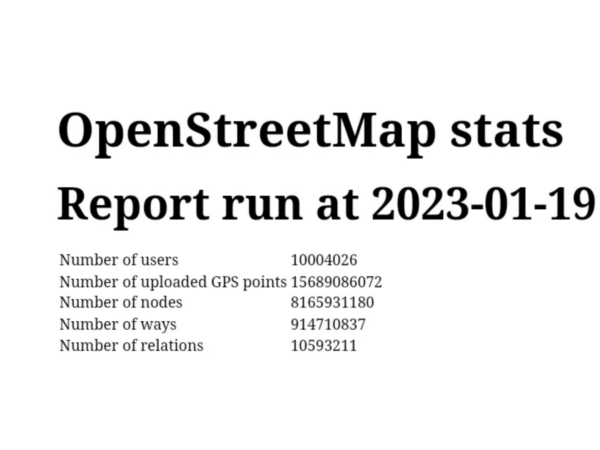 OpenStreetMap stats
Report run at 2023-01-19
Number of users 10004026
Number of uploaded GPS points 15689086072
Number of nodes 8165931180
Number of ways 914710837
Number of relations 10593211